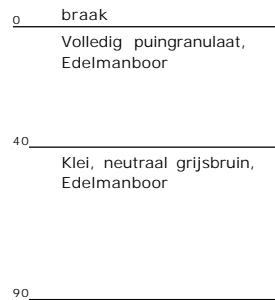 0 braak
Volledig puingranulaat,
Edelmanboor
40
Klei, neutraal grijsbruin,
Edelmanboor
90